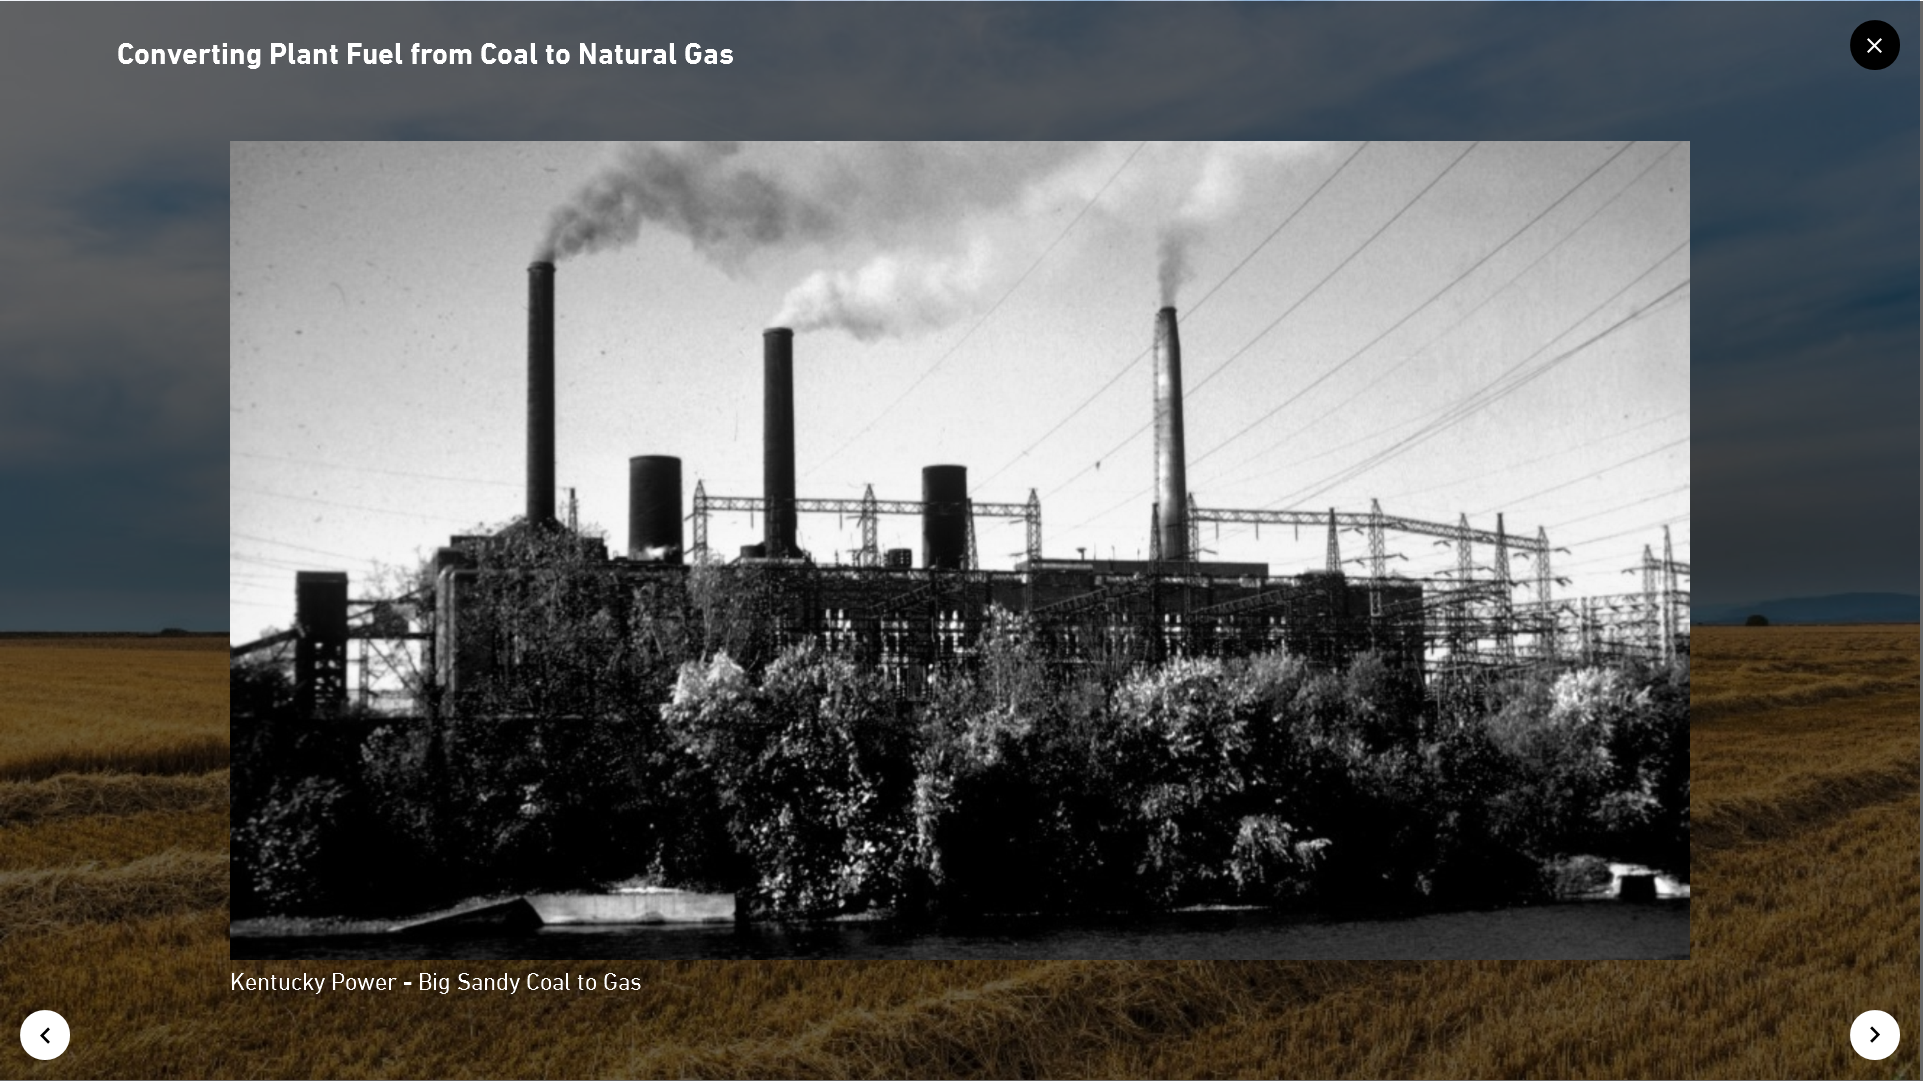 Converting Plant Fuel from Coal to Natural Gas
Kentucky Power - Big Sandy Coal to Gas